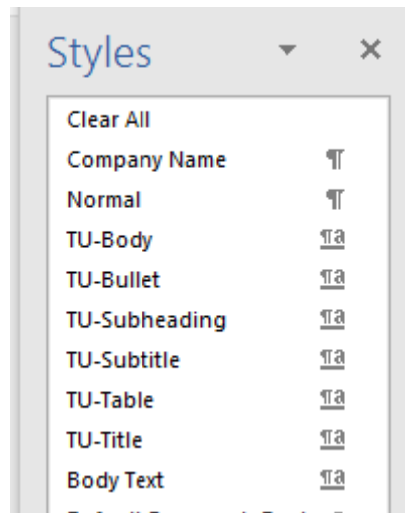 Styles
Clear All
Company Name ¶
Normal ¶
TU-Body ¶a
TU-Bullet ¶a
TU-Subheading ¶a
TU-Subtitle ¶a
TU-Table ¶a
TU-Title ¶a
Body Text ¶a